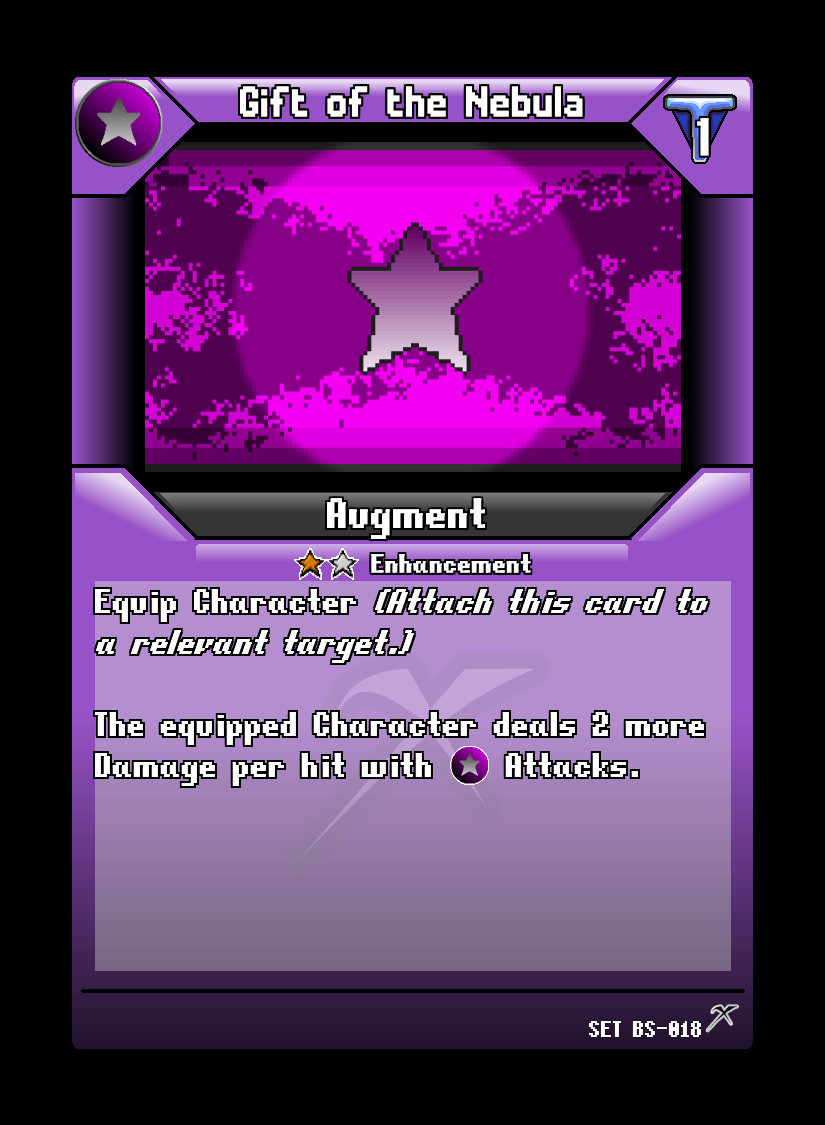 Gift of the Nebula
1
Augment
Enhancement
Equip Character (Attach this card to
a relevant target.)
The equipped Character deals 2 more
Damage per hit with Attacks.
SET BS-018